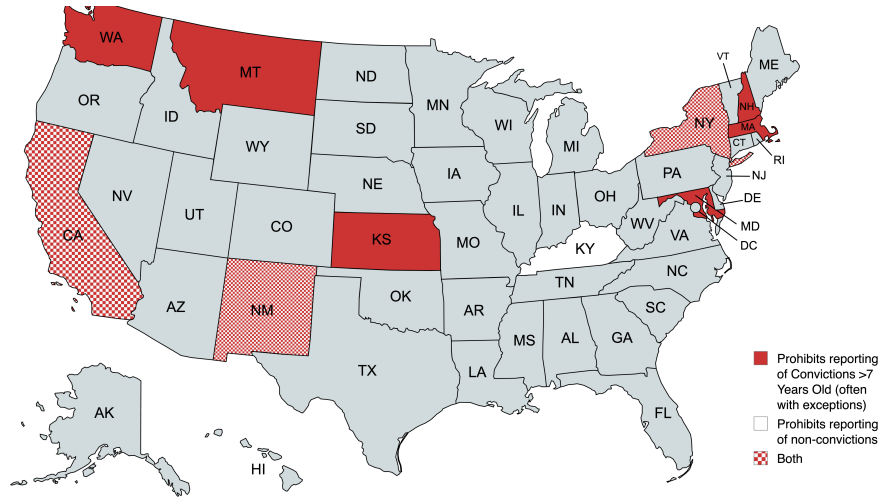 WA
MT
ND
MN
VT
ME
OR
ID
SD
WI
NY
NH
MA
WY
MI
CT
RI
NV
NE
IA
PA
NJ
UT
CO
IL
IN
OH
DE
CA
KS
MO
KY
WV
VA
MD
DC
AZ
NM
OK
AR
TN
NC
SC
TX
MS
AL
GA
LA
AK
HI
FL
Prohibits reporting
of Convictions >7
Years Old (often
with exceptions)
Prohibits reporting
of non-convictions
Both